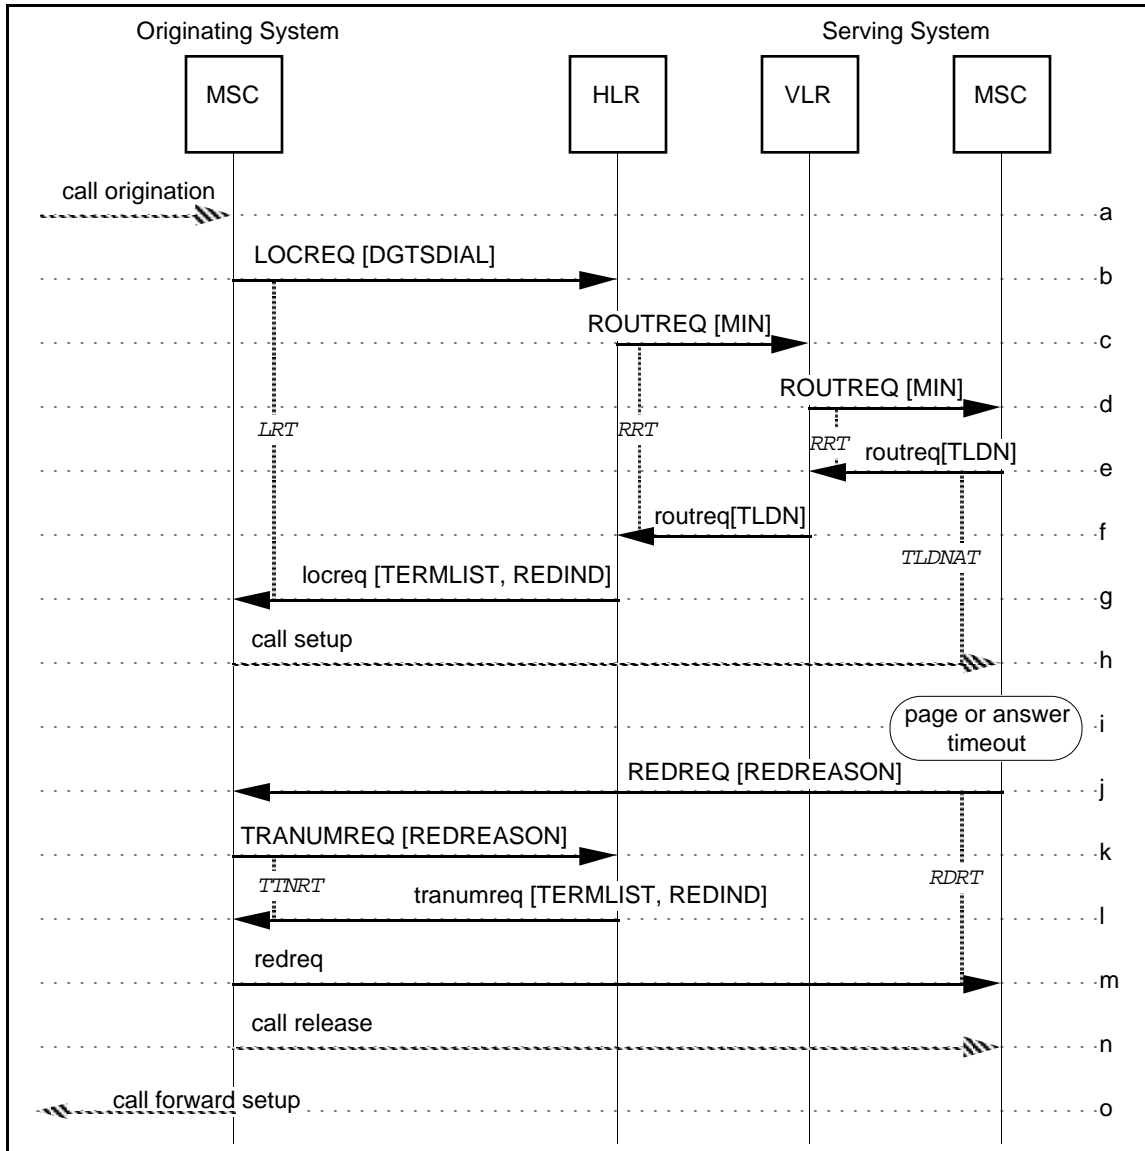 Originating System
Serving System
MSC
HLR
VLR
MSC
call origination
a
LOCREQ [DGTSDIAL]
b
ROUTREQ [MIN]
c
ROUTREQ [MIN]
d
LRT
RRT
RRT
routreq[TLDN]
e
routreq[TLDN]
f
TLDNAT
locreq [TERMLIST, REDIND]
g
call setup
h
page or answer
timeout
i
REDREQ [REDREASON]
j
TRANUMREQ [REDREASON]
k
TTNRT
RDRT
tranumreq [TERMLIST, REDIND]
l
redreq
m
call release
n
call forward setup
o